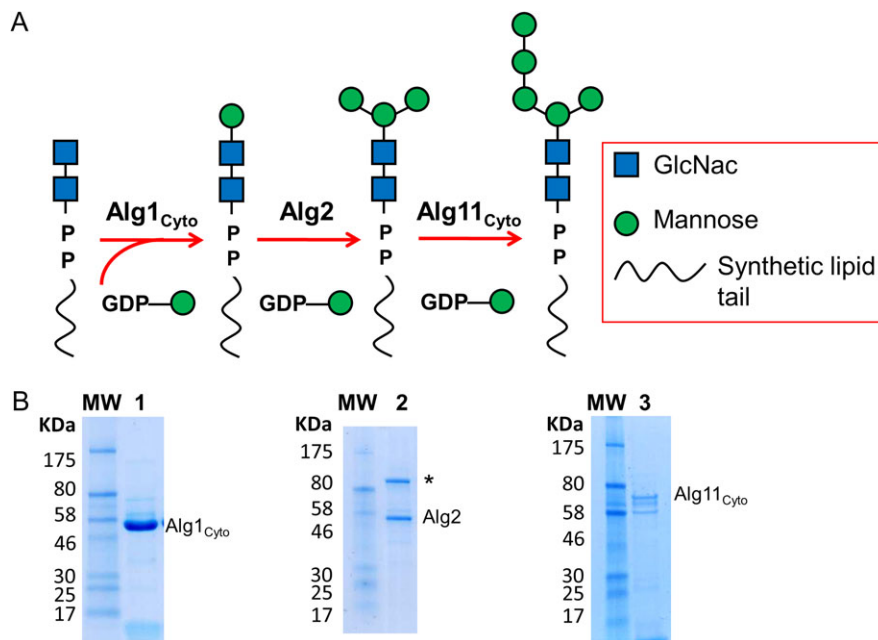 A
Alg1Cyto
Alg2
Alg11Cyto
P
P
P
P
P
P
P
P
GDP
GDP
GDP
GlcNac
Mannose
Synthetic lipid
tail
B
MW 1
KDa
175
80
58
46
30
25
17
Alg1Cyto
MW 2
KDa
175
80
58
46
30
25
17
*
Alg2
MW 3
KDa
175
80
58
46
30
25
17
Alg11Cyto